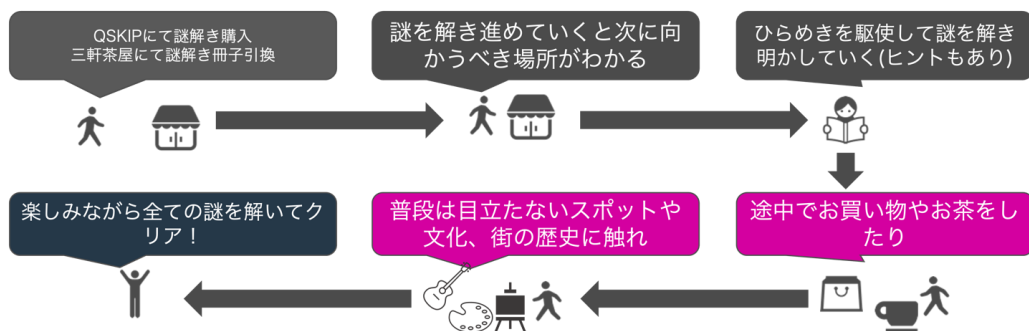 QSKIPにて謎解き購入
三軒茶屋にて謎解き冊子引換
謎を解き進めていくと次に向
かうべき場所がわかる
ひらめきを駆使して謎を解き
明かしていく(ヒントもあり)
途中でお買い物やお茶をし
たり
普段は目立たないスポットや
文化、街の歴史に触れ
楽しみながら全ての謎を解いてク
リア！